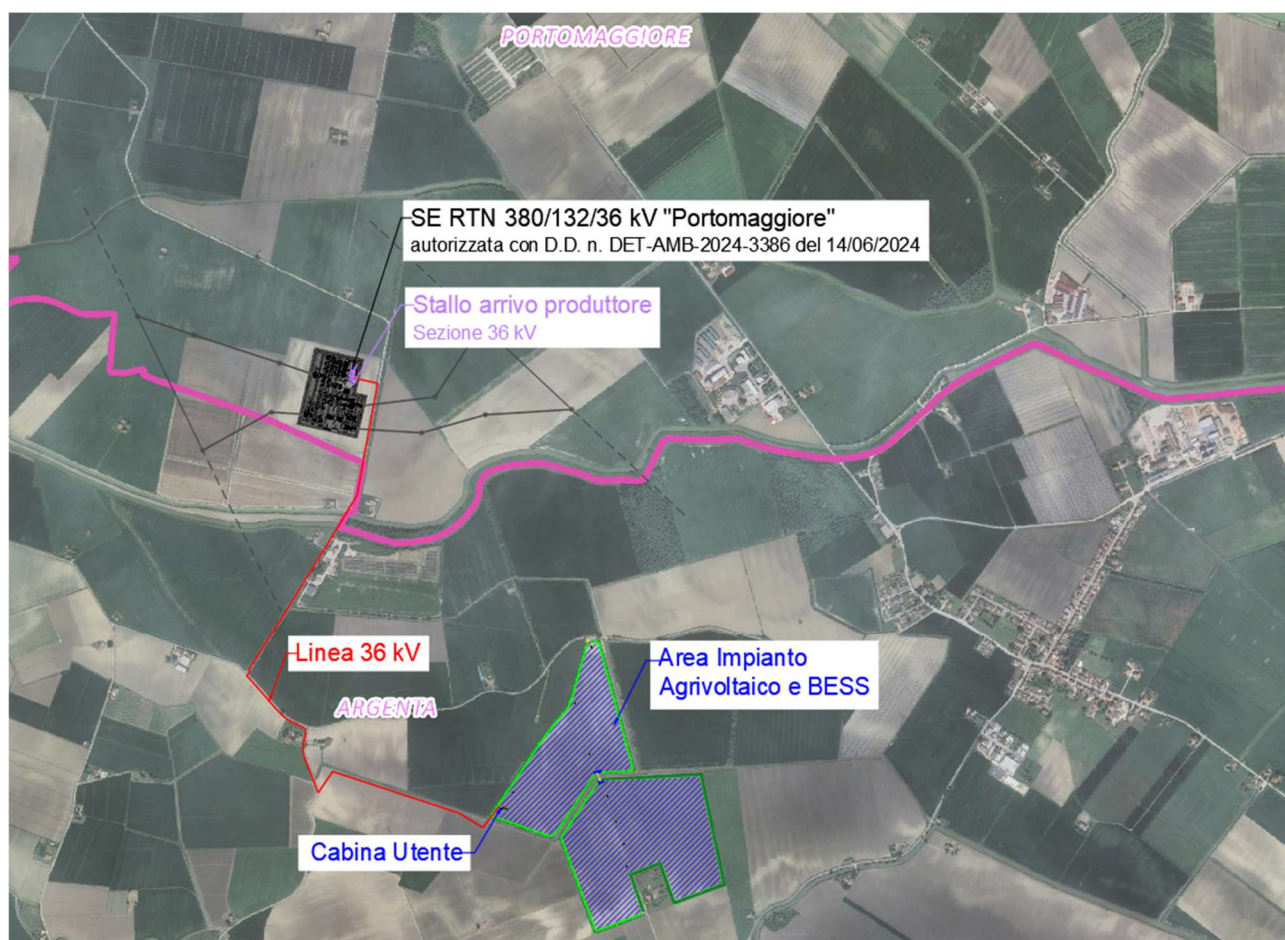 PORTOMAGGIORE
SE RTN 380/132/36 kV "Portomaggiore"
autorizzata con D.D. n. DET-AMB-2024-3386 del 14/06/2024
Stallo arrivo produttore
Sezione 36 kV
Linea 36 kV
Area Impianto
Agrivoltaico e BESS
ARGENTA
Cabina Utente